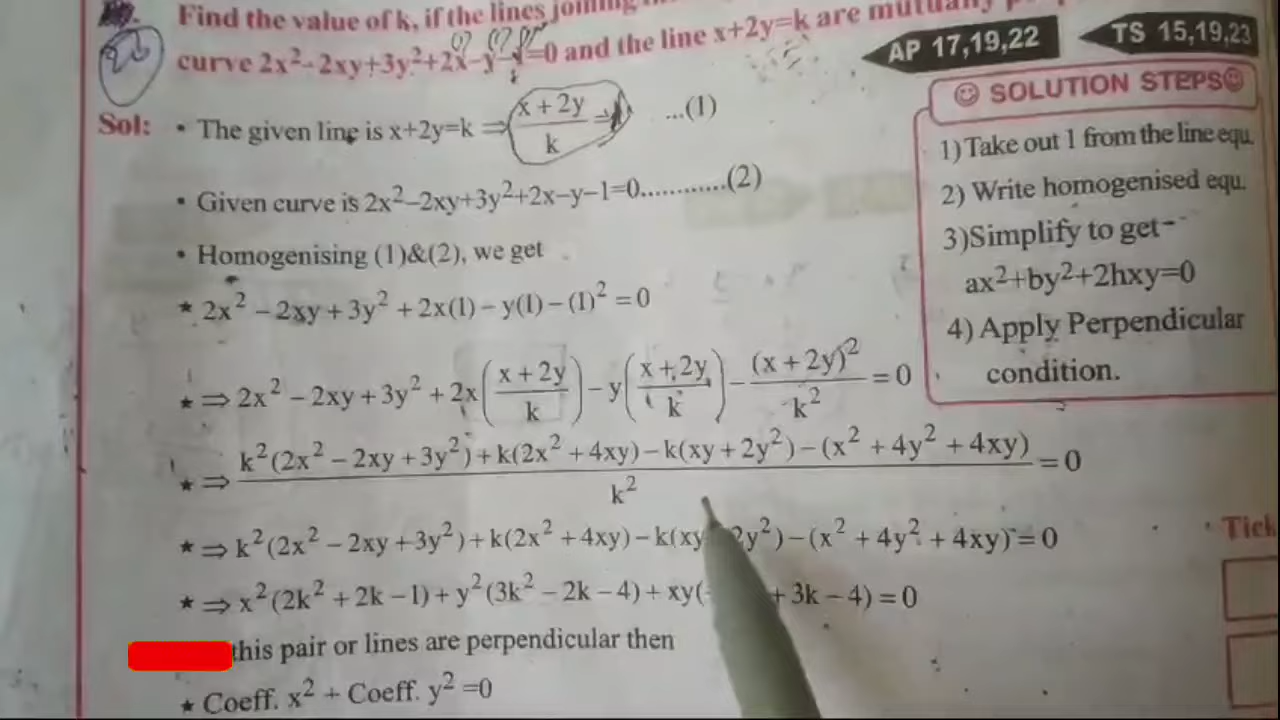 Find the value of k, if the lines joining
curve 2x²-2xy+3y²+2x-y-1=0 and the line x+2y=k are mutually
AP 17,19,22
TS 15,19,23
Sol: • The given line is x+2y=k ⇒ (x + 2y)/k = 1 ...(1)
• Given curve is 2x²–2xy+3y²+2x–y–1=0............(2)
• Homogenising (1)&(2), we get
* 2x² – 2xy + 3y² + 2x(1) – y(1) – (1)² = 0
* ⇒ 2x² – 2xy + 3y² + 2x((x + 2y)/k) – y((x + 2y)/k) – (x + 2y)²/k² = 0
* ⇒ (k²(2x² – 2xy + 3y²) + k(2x² + 4xy) – k(xy + 2y²) – (x² + 4y² + 4xy))/k² = 0
* ⇒ k²(2x² – 2xy + 3y²) + k(2x² + 4xy) – k(xy 2y²) – (x² + 4y² + 4xy) = 0
* ⇒ x²(2k² + 2k – 1) + y²(3k² – 2k – 4) + xy( + 3k – 4) = 0
this pair or lines are perpendicular then
* Coeff. x² + Coeff. y² =0
☺ SOLUTION STEPS☺
1) Take out 1 from the line equ.
2) Write homogenised equ.
3)Simplify to get
ax²+by²+2hxy=0
4) Apply Perpendicular
condition.
Tick